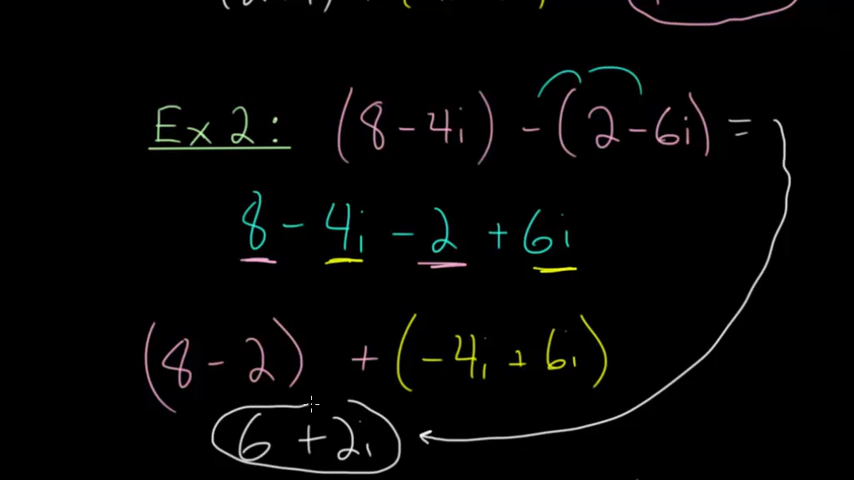 Ex 2: (8-4i) -(2-6i) =
8 - 4i - 2 + 6i
(8-2) + (-4i + 6i)
6 + 2i